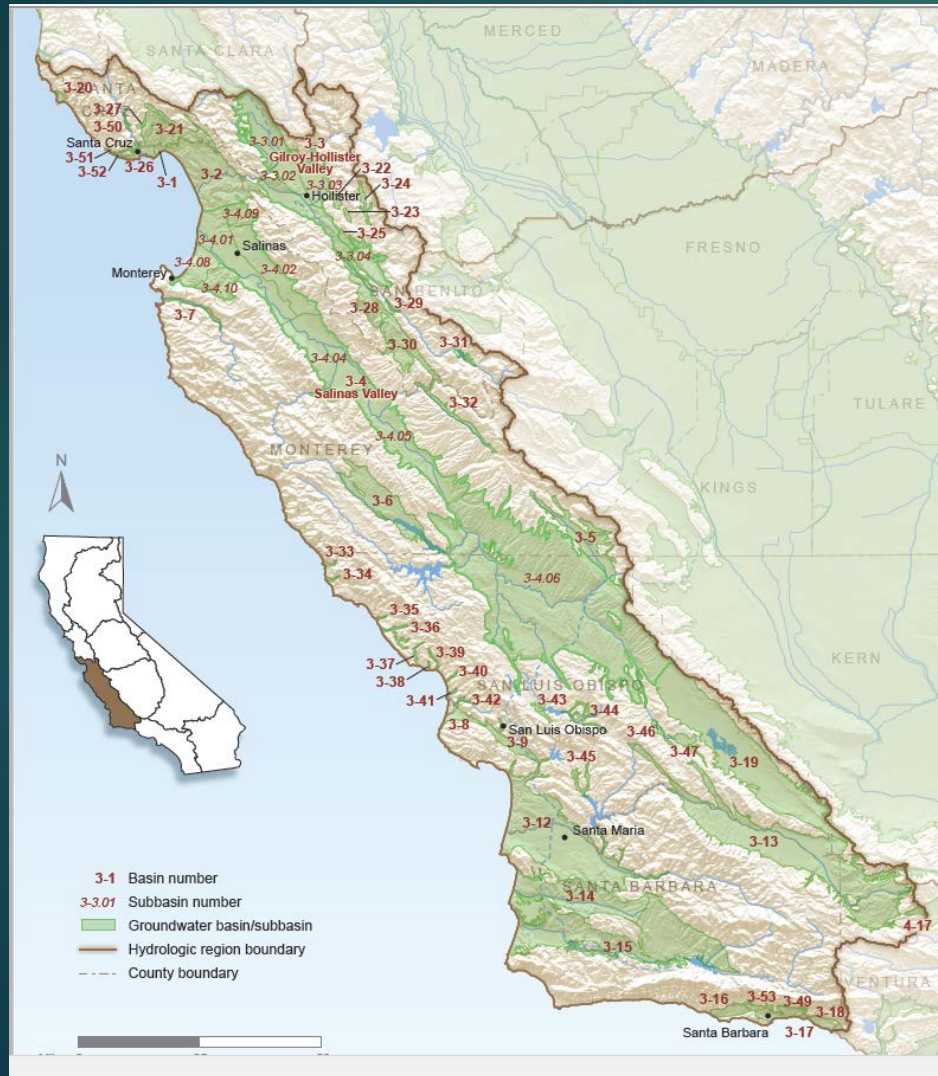 SANTA CLARA
MERCED
MADERA
3-20
SANTA
3-27
3-50
3-21
3-3.01
3-3
Gilroy-Hollister
Valley
Santa Cruz
3-51
3-52
3-26
3-1
3-2
3-3.02
3-3.03
3-22
3-24
Hollister
3-23
3-25
3-4.09
3-3.04
3-4.01
Salinas
3-4.08
3-4.02
Monterey
3-4.10
FRESNO
SAN BENITO
3-7
3-28
3-29
3-30
3-31
3-4.04
3-4
Salinas Valley
3-32
TULARE
3-4.05
MONTEREY
N
KINGS
3-6
3-5
3-33
3-34
3-4.06
3-35
3-36
3-37
3-39
3-38
3-40
KERN
SAN LUIS OBISPO
3-41
3-42
3-43
3-44
3-8
San Luis Obispo
3-46
3-9
3-45
3-47
3-19
3-12
Santa Maria
3-13
SANTA BARBARA
3-14
4-17
3-15
VENTURA
3-16
3-53
3-49
3-18
Santa Barbara
3-17
3-1 Basin number
3-3.01 Subbasin number
Groundwater basin/subbasin
Hydrologic region boundary
County boundary